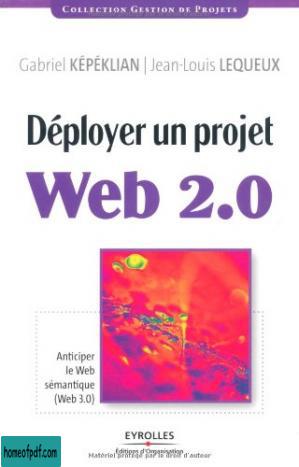 COLLECTION GESTION DE PROJETS
Gabriel KÉPÉKLIAN | Jean-Louis LEQUEUX
Déployer un projet
Web 2.0
Anticiper
le Web
sémantique
(Web 3.0)
EYROLLES
Éditions d'Organisation
Matériel protégé par le droit d'auteur
homeofpdf.com